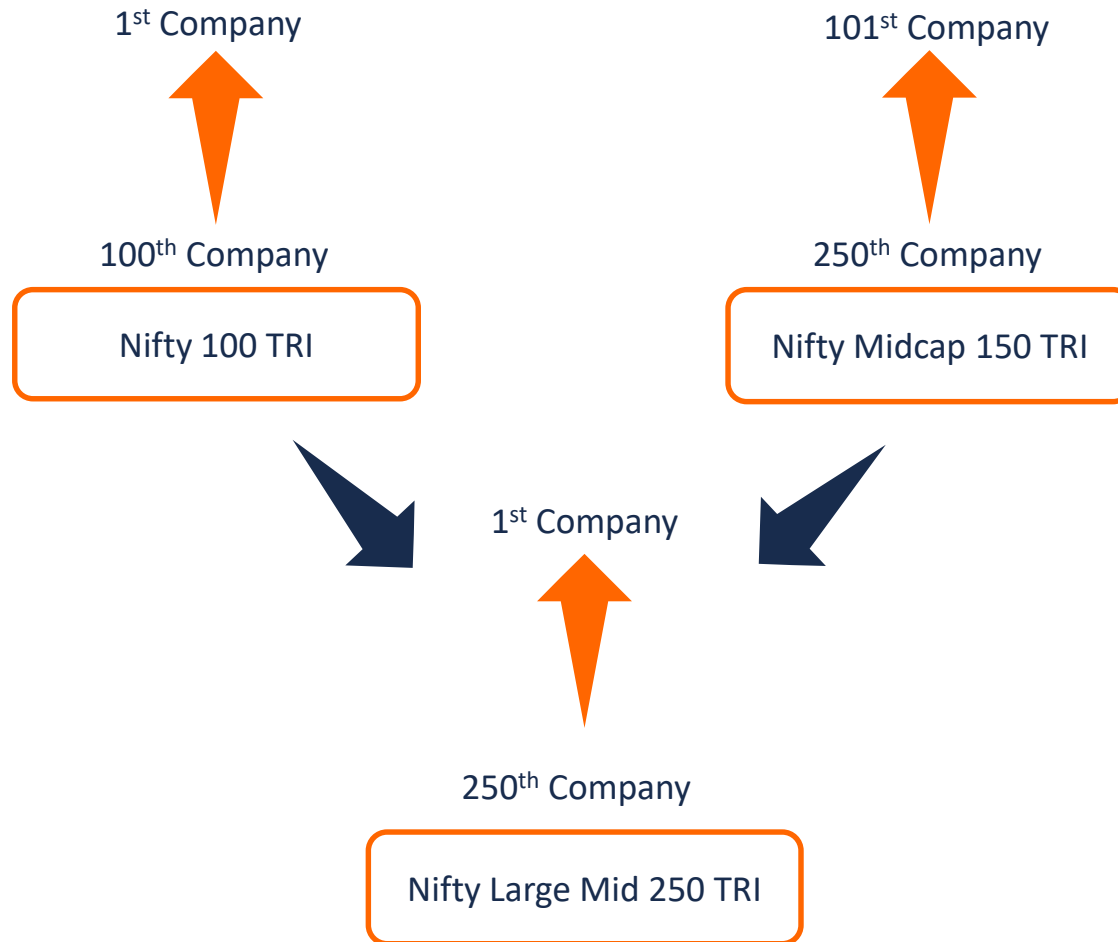 1st Company
101st Company
100th Company
250th Company
Nifty 100 TRI
Nifty Midcap 150 TRI
1st Company
250th Company
Nifty Large Mid 250 TRI